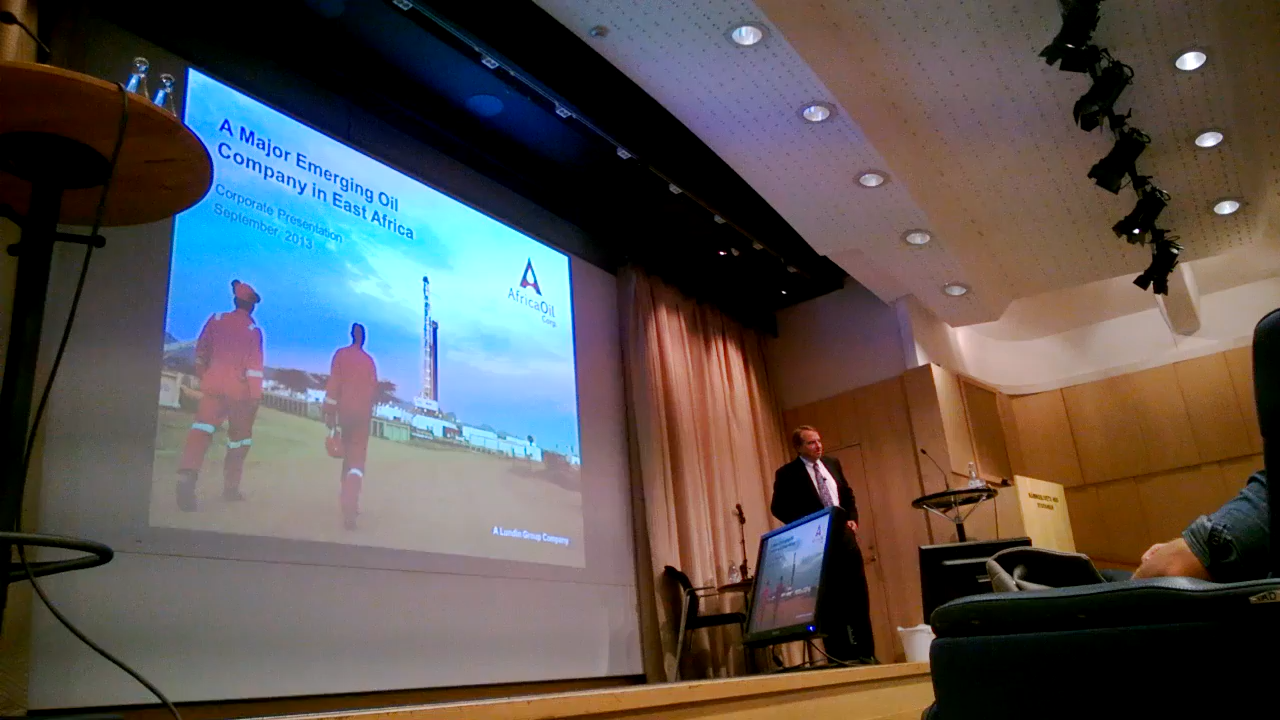 A Major Emerging Oil
Company in East Africa
Corporate Presentation
September, 2013
AfricaOil
Corp.
A Lundin Group Company